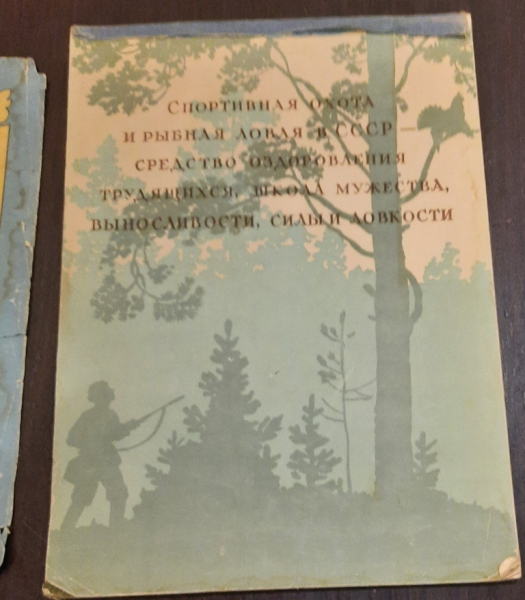 Спортивная охота
и рыбная ловля в СССР —
средство оздоровления
трудящихся, школа мужества,
выносливости, силы и ловкости